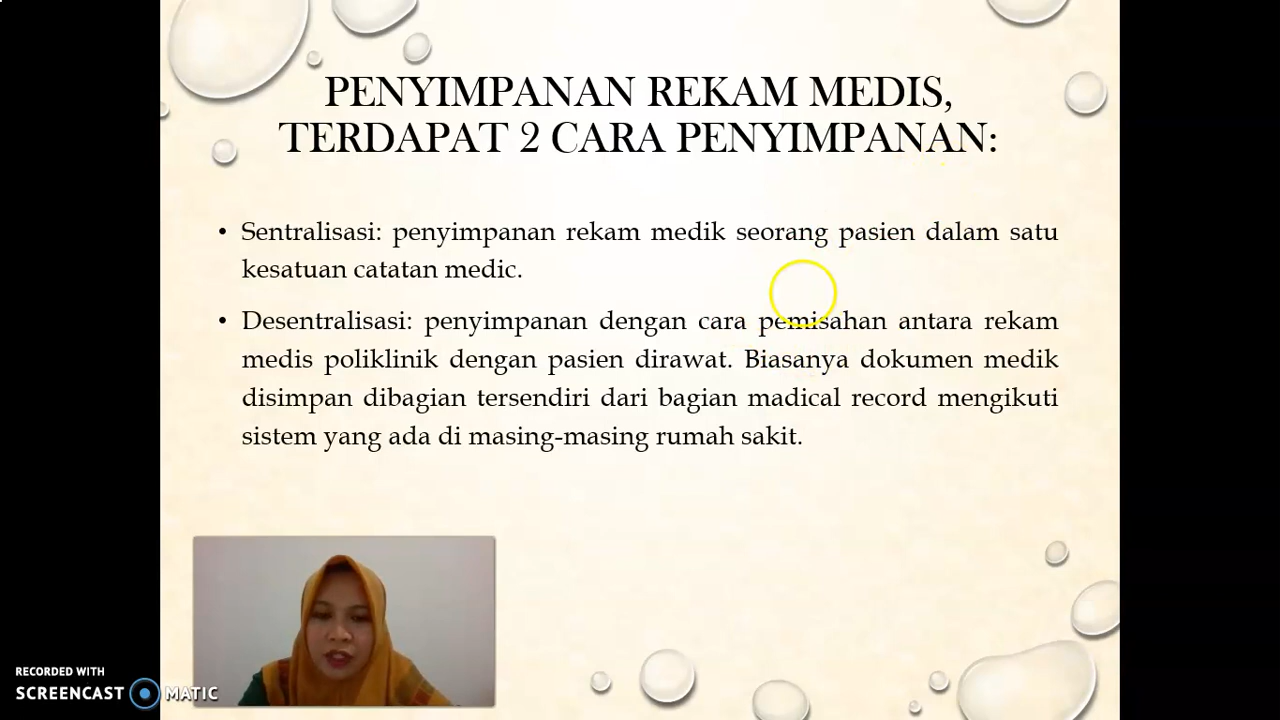 PENYIMPANAN REKAM MEDIS,
TERDAPAT 2 CARA PENYIMPANAN:
• Sentralisasi: penyimpanan rekam medik seorang pasien dalam satu
kesatuan catatan medic.
• Desentralisasi: penyimpanan dengan cara pemisahan antara rekam
medis poliklinik dengan pasien dirawat. Biasanya dokumen medik
disimpan dibagian tersendiri dari bagian madical record mengikuti
sistem yang ada di masing-masing rumah sakit.
RECORDED WITH
SCREENCAST MATIC